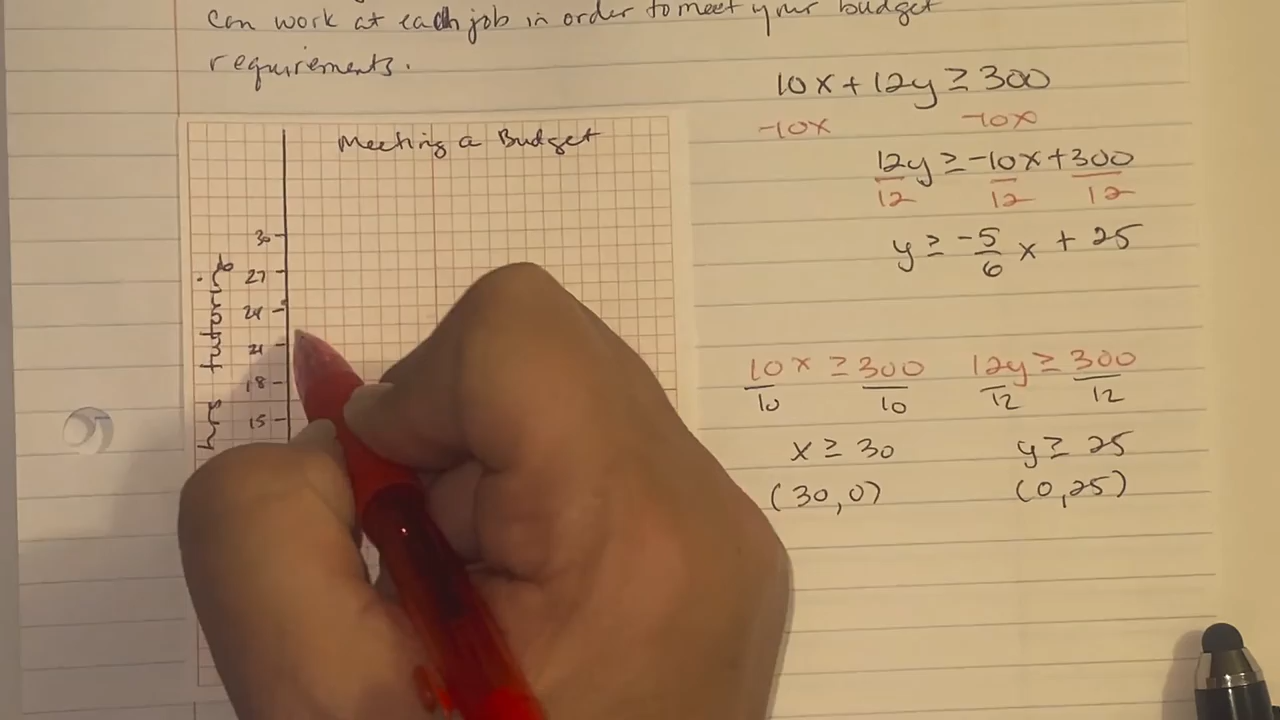 can work at each job in order to meet your budget
requirements.
Meeting a Budget
30
27
24
21
18
15
hrs tutoring
10x + 12y ≥ 300
-10x -10x
12y ≥ -10x + 300
12 12 12
y ≥ -5/6 x + 25
10x ≥ 300 12y ≥ 300
10 10 12 12
x ≥ 30 y ≥ 25
(30,0) (0,25)